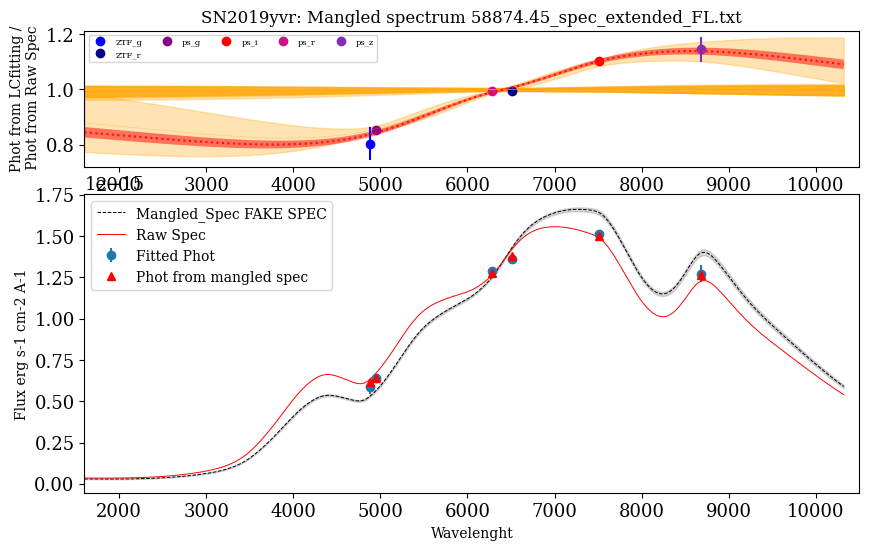 SN2019yvr: Mangled spectrum 58874.45_spec_extended_FL.txt
Phot from LCfitting /
Phot from Raw Spec
1.2
1.0
0.8
ZTF_g
ps_g
ps_i
ps_r
ps_z
ZTF_r
2000 3000 4000 5000 6000 7000 8000 9000 10000
Flux erg s-1 cm-2 A-1
1.75
1.50
1.25
1.00
0.75
0.50
0.25
0.00
Mangled_Spec FAKE SPEC
Raw Spec
Fitted Phot
Phot from mangled spec
2000 3000 4000 5000 6000 7000 8000 9000 10000
Wavelenght